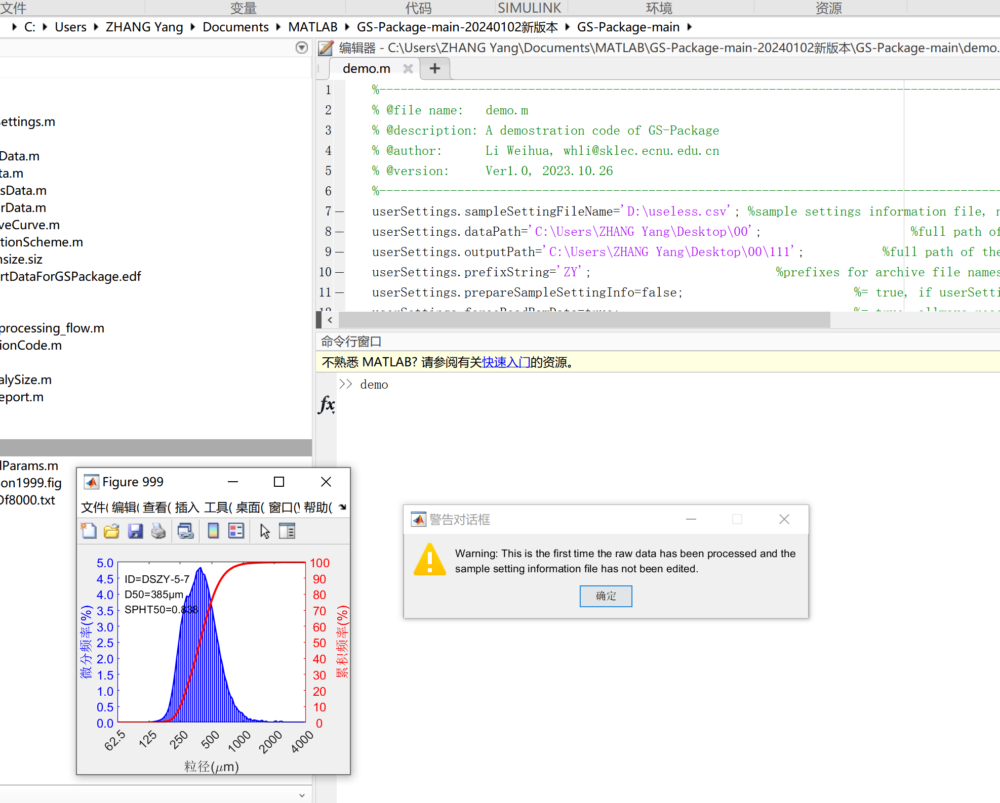 文件
变量
代码
SIMULINK
环境
资源
C: Users ZHANG Yang Documents MATLAB GS-Package-main-20240102新版本 GS-Package-main
ettings.m
Data.m
ta.m
sData.m
rData.m
veCurve.m
tionScheme.m
nsize.siz
rtDataForGSPackage.edf
processing_flow.m
ionCode.m
alySize.m
eport.m
lParams.m
on1999.fig
Of8000.txt
编辑器 - C:\Users\ZHANG Yang\Documents\MATLAB\GS-Package-main-20240102新版本\GS-Package-main\demo.
demo.m
1 %--------------------------------------------------
2 % @file name: demo.m
3 % @description: A demostration code of GS-Package
4 % @author: Li Weihua, whli@sklec.ecnu.edu.cn
5 % @version: Ver1.0, 2023.10.26
6 %--------------------------------------------------
7 userSettings.sampleSettingFileName='D:\useless.csv'; %sample settings information file, n
8 userSettings.dataPath='C:\Users\ZHANG Yang\Desktop\00'; %full path of
9 userSettings.outputPath='C:\Users\ZHANG Yang\Desktop\00\111'; %full path of the
10 userSettings.prefixString='ZY'; %prefixes for archive file names
11 userSettings.prepareSampleSettingInfo=false; %= true, if userSetti
命令行窗口
不熟悉 MATLAB? 请参阅有关快速入门的资源。
>> demo
fx
Figure 999
文件( 编辑( 查看( 插入 工具( 桌面( 窗口( 帮助(
5.0
4.5
4.0
3.5
3.0
2.5
2.0
1.5
1.0
0.5
0.0
微分频率(%)
ID=DSZY-5-7
D50=385μm
SPHT50=0.838
100
90
80
70
60
50
40
30
20
10
0
累积频率(%)
62.5
125
250
500
1000
2000
4000
粒径(μm)
警告对话框
Warning: This is the first time the raw data has been processed and the
sample setting information file has not been edited.
确定